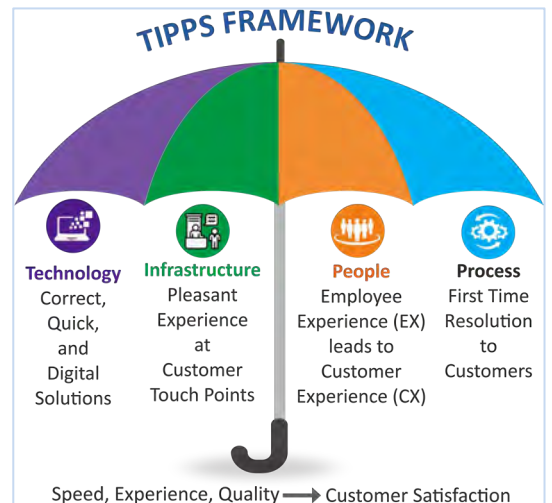 TIPPS FRAMEWORK
Technology
Correct,
Quick,
and
Digital
Solutions
Infrastructure
Pleasant
Experience
at
Customer
Touch Points
People
Employee
Experience (EX)
leads to
Customer
Experience (CX)
Process
First Time
Resolution
to
Customers
Speed, Experience, Quality → Customer Satisfaction